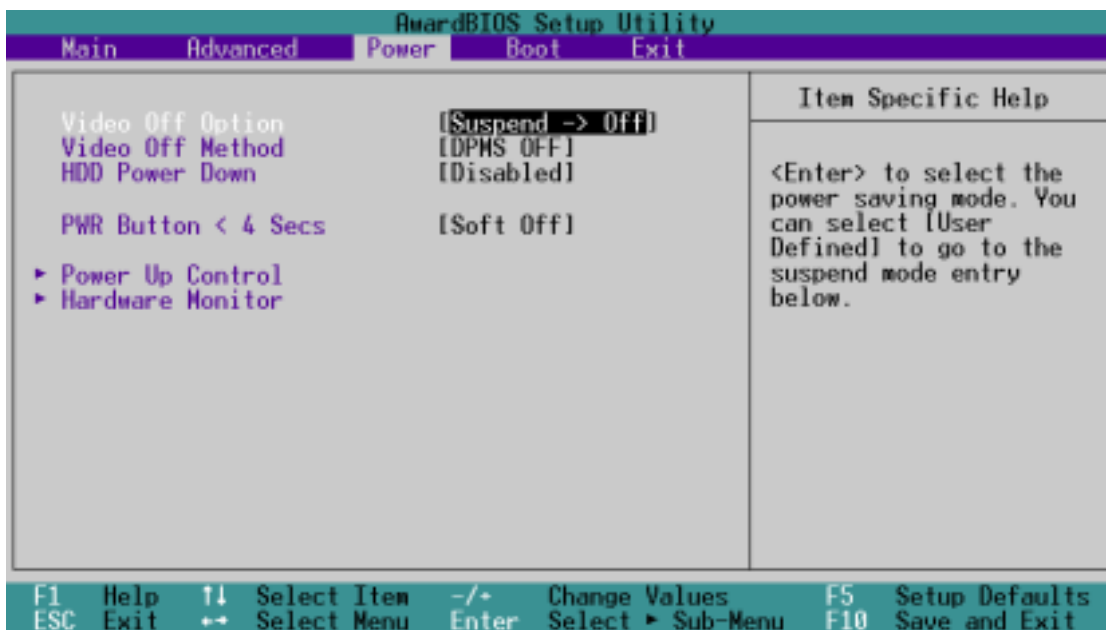 AwardBIOS Setup Utility
Main Advanced Power Boot Exit
Video Off Option [Suspend -> Off]
Video Off Method [DPMS OFF]
HDD Power Down [Disabled]
PWR Button < 4 Secs [Soft Off]
► Power Up Control
► Hardware Monitor
Item Specific Help
<Enter> to select the
power saving mode. You
can select [User
Defined] to go to the
suspend mode entry
below.
F1 Help ↑↓ Select Item -/+ Change Values F5 Setup Defaults
ESC Exit ←→ Select Menu Enter Select ► Sub-Menu F10 Save and Exit